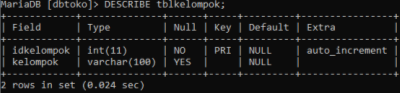 MariaDB [dbtoko]> DESCRIBE tblkelompok;
+------------+--------------+------+-----+---------+----------------+
| Field      | Type         | Null | Key | Default | Extra          |
+------------+--------------+------+-----+---------+----------------+
| idkelompok | int(11)      | NO   | PRI | NULL    | auto_increment |
| kelompok   | varchar(100) | YES  |     | NULL    |                |
+------------+--------------+------+-----+---------+----------------+
2 rows in set (0.024 sec)